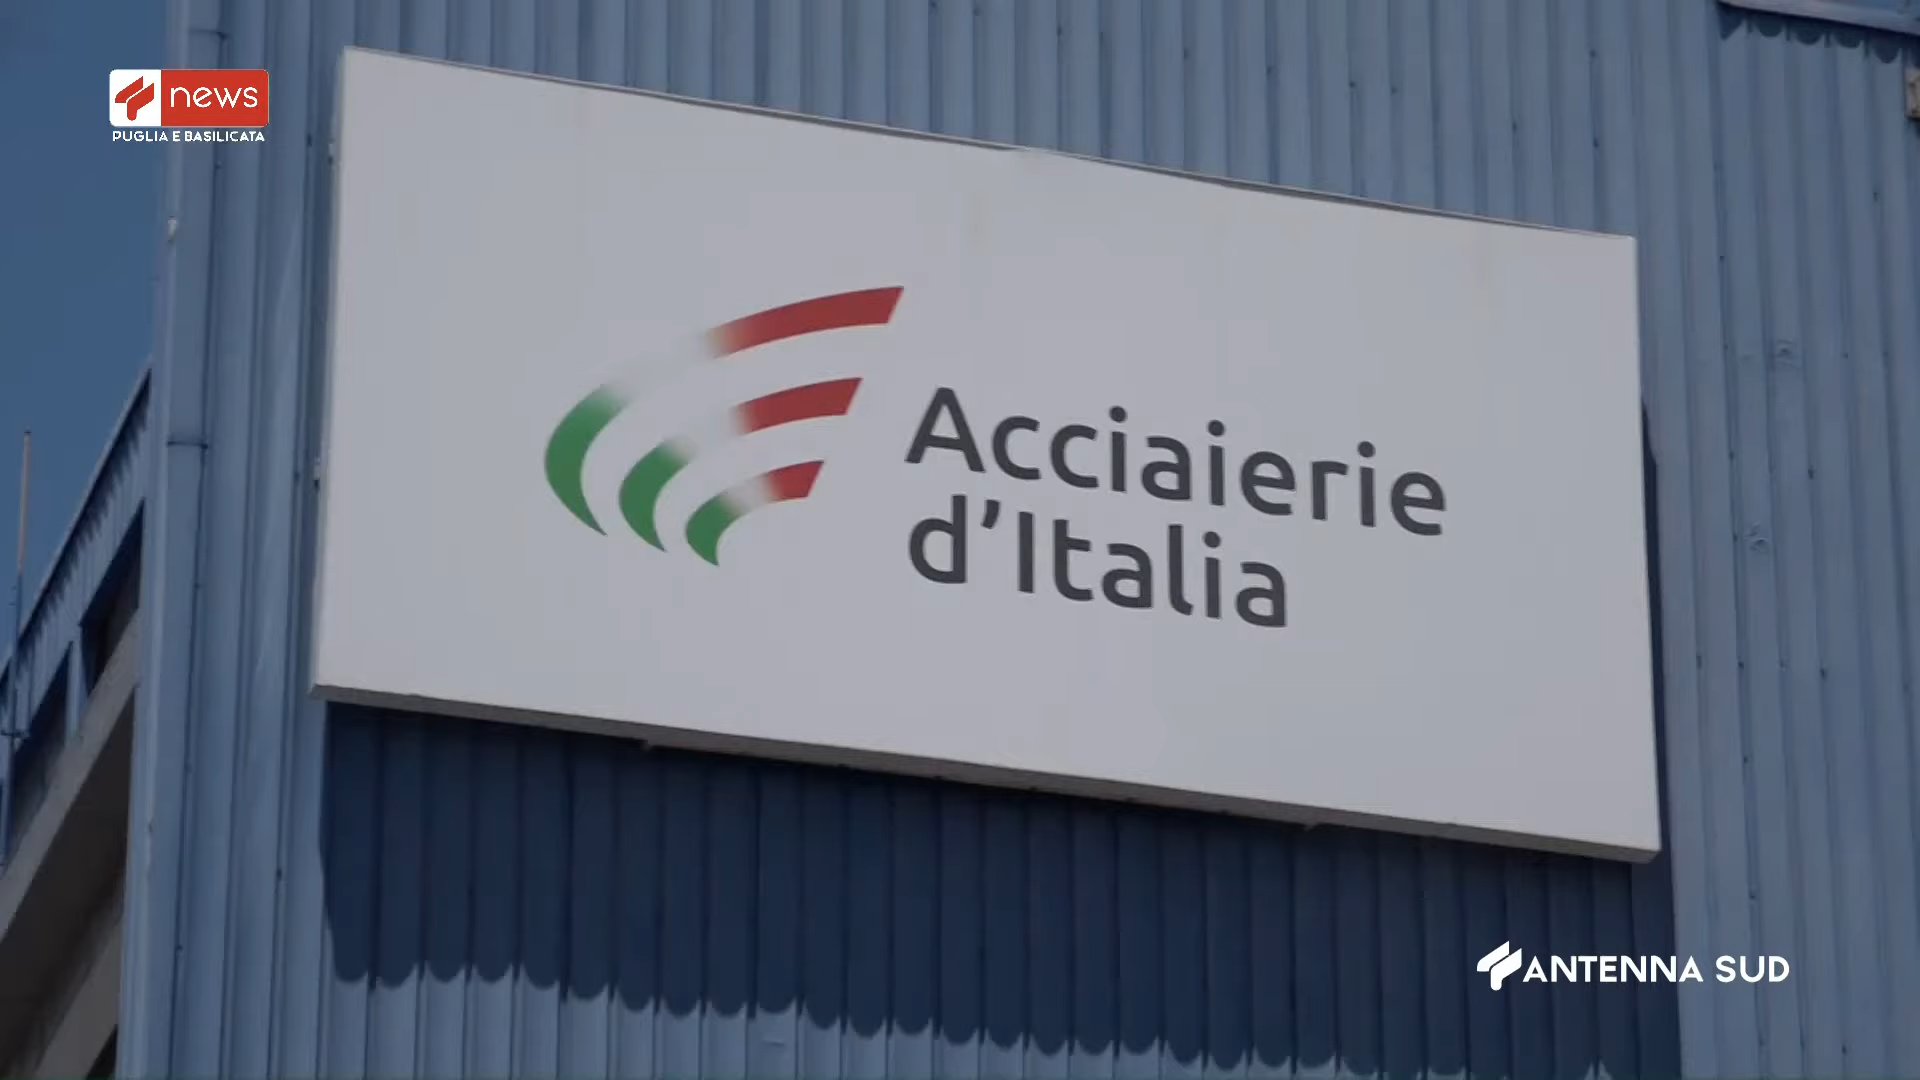 news
PUGLIA E BASILICATA
Acciaierie
d'Italia
ANTENNA SUD